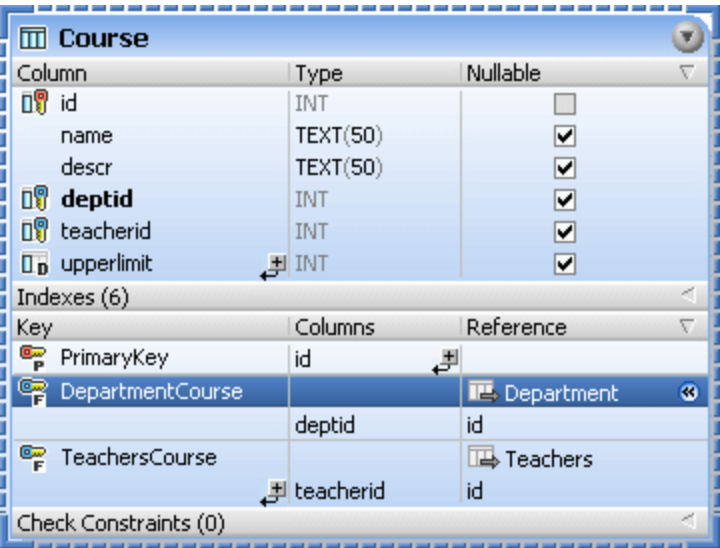 Course
Column Type Nullable
id INT
name TEXT(50)
descr TEXT(50)
deptid INT
teacherid INT
D upperlimit INT
Indexes (6)
Key Columns Reference
P PrimaryKey id
F DepartmentCourse Department
deptid id
F TeachersCourse Teachers
teacherid id
Check Constraints (0)